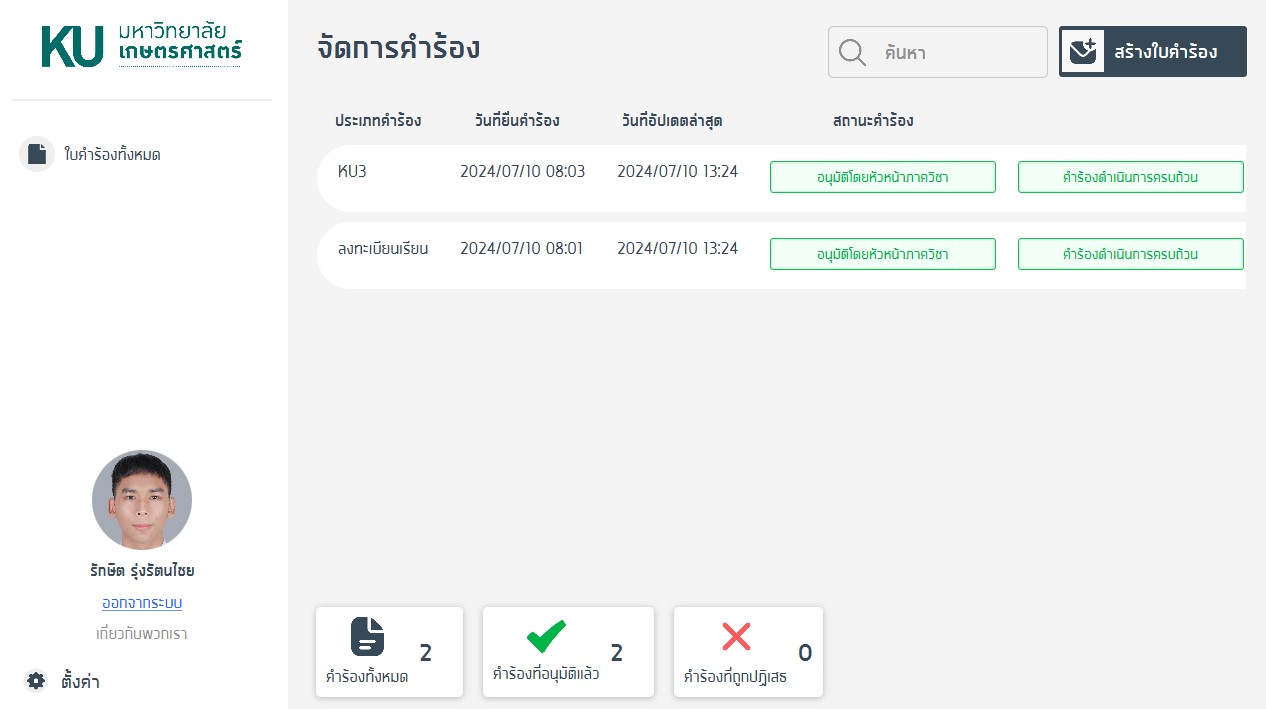 KU มหาวิทยาลัย
เกษตรศาสตร์
ใบคำร้องทั้งหมด
รักษิต รุ่งรัตนไชย
ออกจากระบบ
เกี่ยวกับพวกเรา
ตั้งค่า
จัดการคำร้อง
ค้นหา
สร้างใบคำร้อง
ประเภทคำร้อง วันที่ยื่นคำร้อง วันที่อัปเดตล่าสุด สถานะคำร้อง
KU3 2024/07/10 08:03 2024/07/10 13:24 อนุมัติโดยหัวหน้าภาควิชา คำร้องดำเนินการครบถ้วน
ลงทะเบียนเรียน 2024/07/10 08:01 2024/07/10 13:24 อนุมัติโดยหัวหน้าภาควิชา คำร้องดำเนินการครบถ้วน
2
คำร้องทั้งหมด
2
คำร้องที่อนุมัติแล้ว
0
คำร้องที่ถูกปฏิเสธ